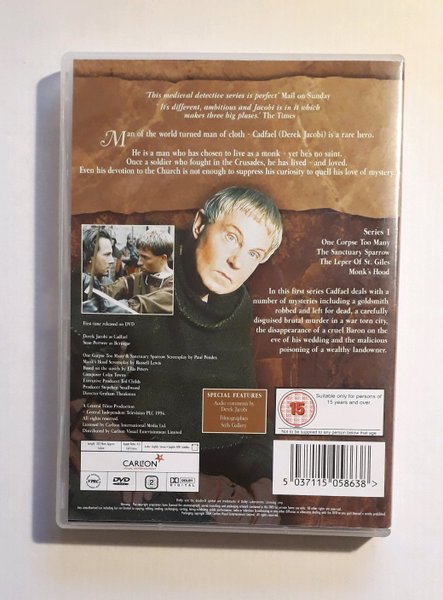 'This medieval detective series is perfect' Mail on Sunday
'It's different, ambitious and Jacobi is in it which
makes three big pluses.' The Times
Man of the world turned man of cloth - Cadfael (Derek Jacobi) is a rare hero.
He is a man who has chosen to live as a monk - yet he's no saint.
Once a soldier who fought in the Crusades, he has lived - and loved.
Even his devotion to the Church is not enough to suppress his curiosity to quell his love of mystery.
Series 1
One Corpse Too Many
The Sanctuary Sparrow
The Leper Of St. Giles
Monk's Hood
In this first series Cadfael deals with a
number of mysteries including a goldsmith
robbed and left for dead, a carefully
disguised brutal murder in a war torn city,
the disappearance of a cruel Baron on the
eve of his wedding and the malicious
poisoning of a wealthy landowner.
First time released on DVD
Derek Jacobi as Cadfael
Sean Pertwee as Beringar
One Corpse Too Many & Sanctuary Sparrow Screenplay by Paul Pender
Monk's Hood Screenplay by Russell Lewis
Based on the novels by Ellis Peters
Composer Colin Towns
Executive Producer Ted Childs
Producer Stephen Smallwood
Director Graham Theakston
A Central Films Production
Central Independent Television PLC 1994.
All rights reserved.
Licensed by Carlton International Media Ltd
Distributed by Carlton Visual Entertainment Limited
SPECIAL FEATURES
Audio comments by
Derek Jacobi
Filmographies
Stills Gallery
15
Suitable only for persons of
15 years and over.
Not to be supplied to any person below that age
CARLTON
DVD
2
DOLBY
DIGITAL
5 037115 058638 >